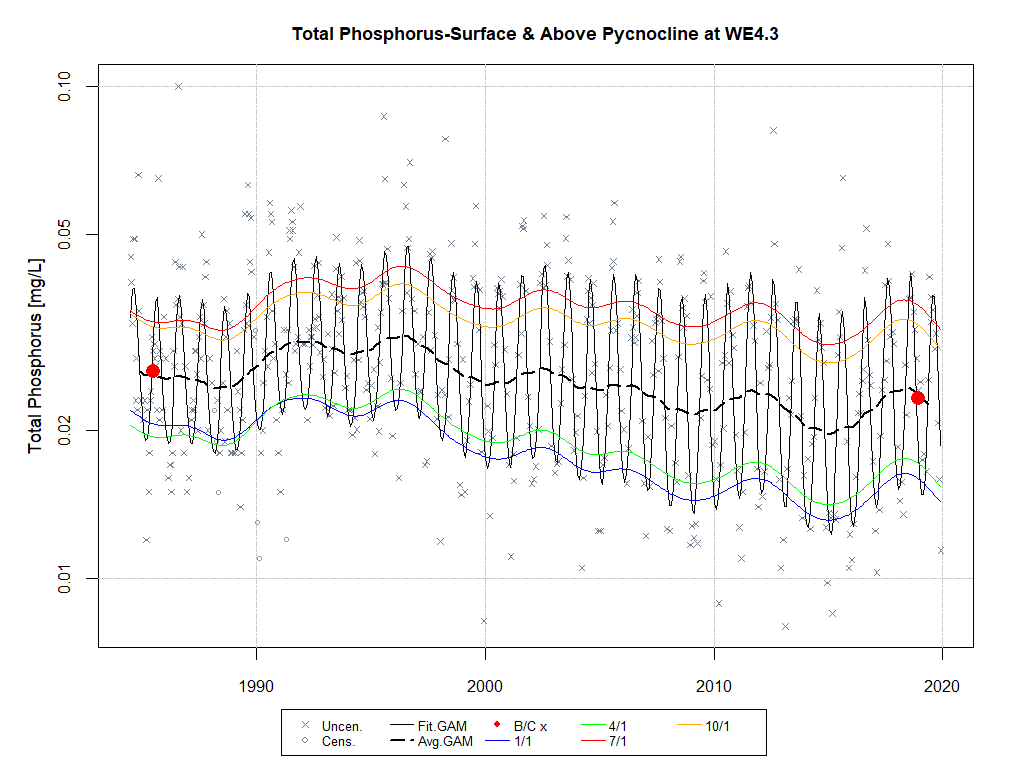 Total Phosphorus-Surface & Above Pycnocline at WE4.3
Total Phosphorus [mg/L]
0.10
0.05
0.02
0.01
1990 2000 2010 2020
Uncen. Fit.GAM B/C x 4/1 10/1
Cens. Avg.GAM 1/1 7/1